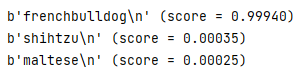 b'frenchbulldog\n' (score = 0.99940)
b'shihtzu\n' (score = 0.00035)
b'maltese\n' (score = 0.00025)